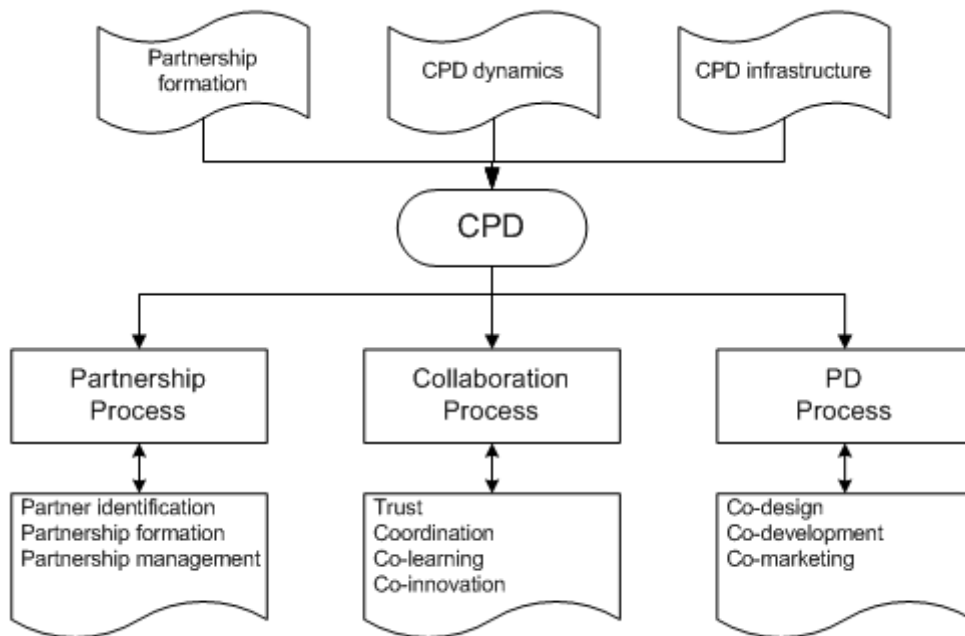 Partnership
formation
CPD dynamics
CPD infrastructure
CPD
Partnership
Process
Collaboration
Process
PD
Process
Partner identification
Partnership formation
Partnership management
Trust
Coordination
Co-learning
Co-innovation
Co-design
Co-development
Co-marketing